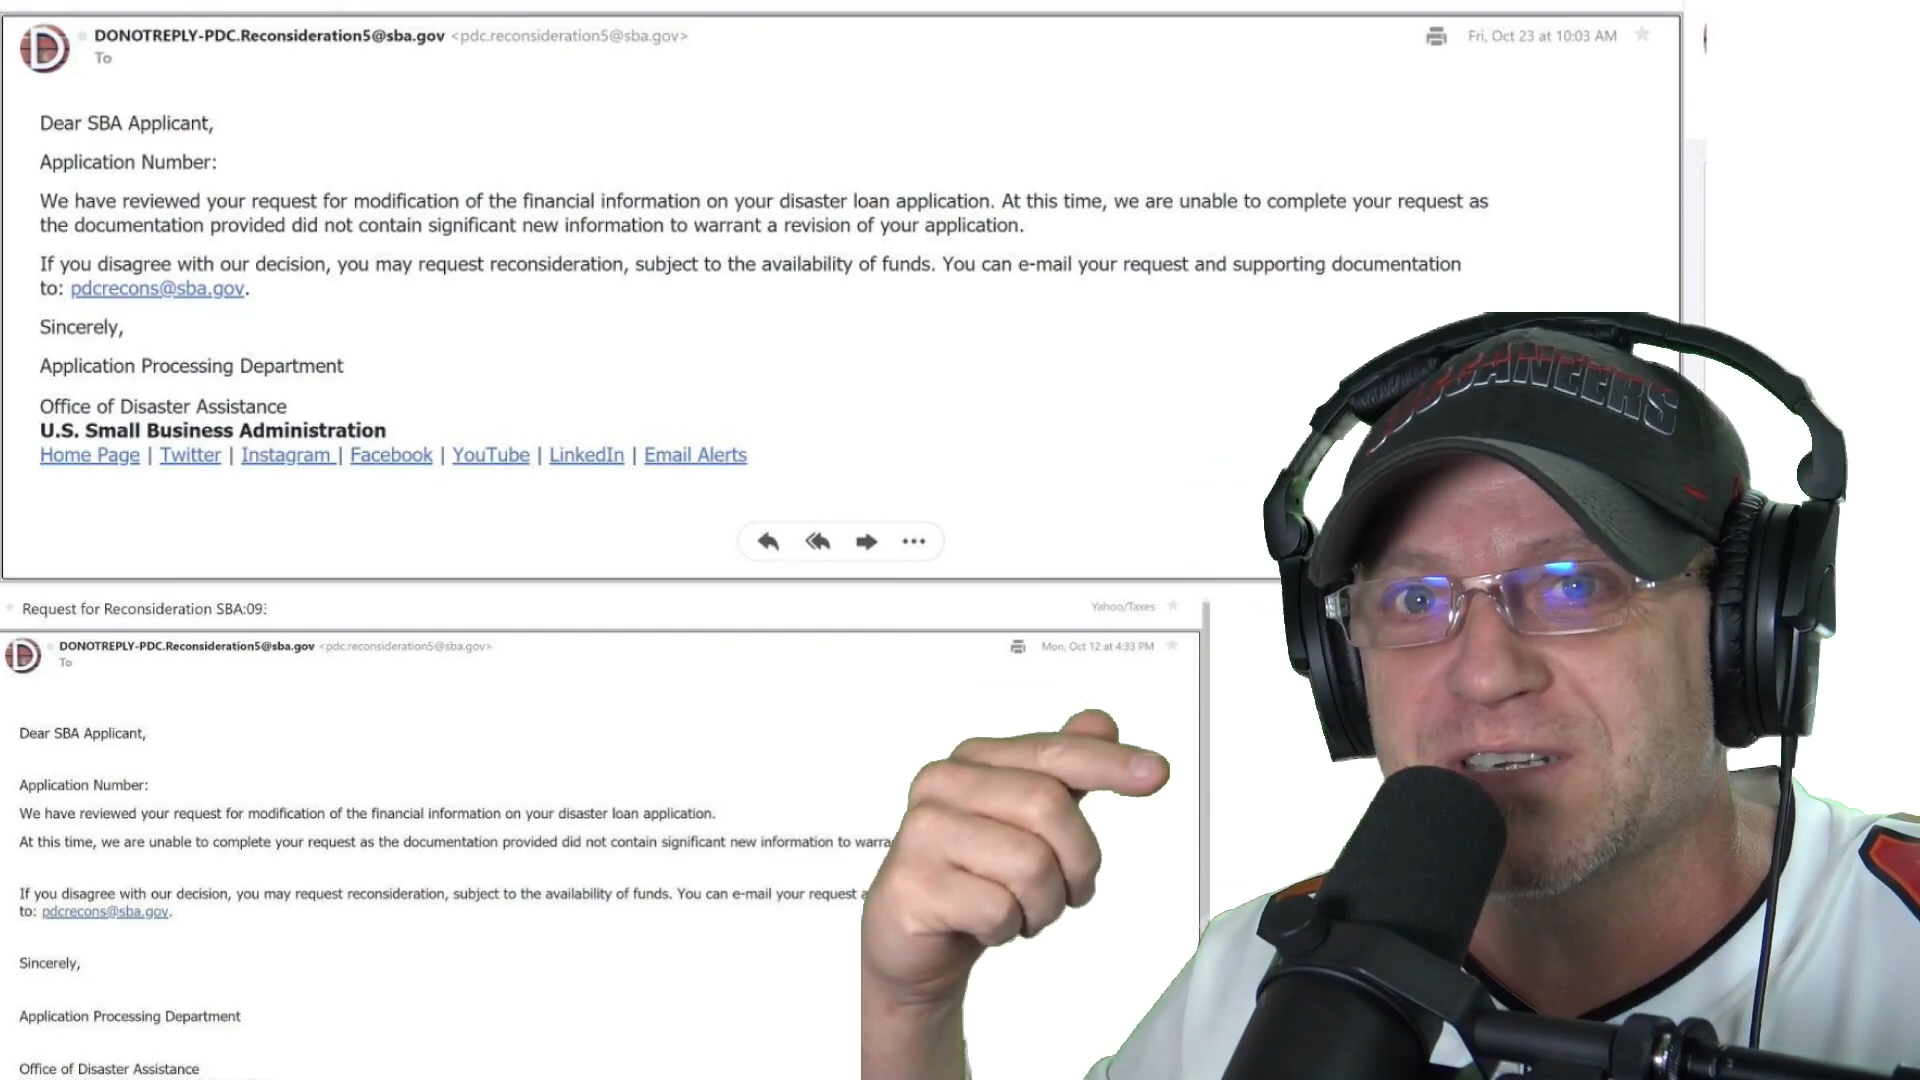 DONOTREPLY-PDC.Reconsideration5@sba.gov <pdc.reconsideration5@sba.gov>
Fri, Oct 23 at 10:03 AM
To
Dear SBA Applicant,
Application Number:
We have reviewed your request for modification of the financial information on your disaster loan application. At this time, we are unable to complete your request as
the documentation provided did not contain significant new information to warrant a revision of your application.
If you disagree with our decision, you may request reconsideration, subject to the availability of funds. You can e-mail your request and supporting documentation
to: pdcrecons@sba.gov.
Sincerely,
Application Processing Department
Office of Disaster Assistance
U.S. Small Business Administration
Home Page | Twitter | Instagram | Facebook | YouTube | LinkedIn | Email Alerts
Request for Reconsideration SBA:09
Yahoo/Taxes
DONOTREPLY-PDC.Reconsideration5@sba.gov <pdc.reconsideration5@sba.gov>
Mon, Oct 12 at 4:33 PM
To
Dear SBA Applicant,
Application Number:
We have reviewed your request for modification of the financial information on your disaster loan application.
At this time, we are unable to complete your request as the documentation provided did not contain significant new information to warra
If you disagree with our decision, you may request reconsideration, subject to the availability of funds. You can e-mail your request
to: pdcrecons@sba.gov.
Sincerely,
Application Processing Department
Office of Disaster Assistance
BUCCANEERS